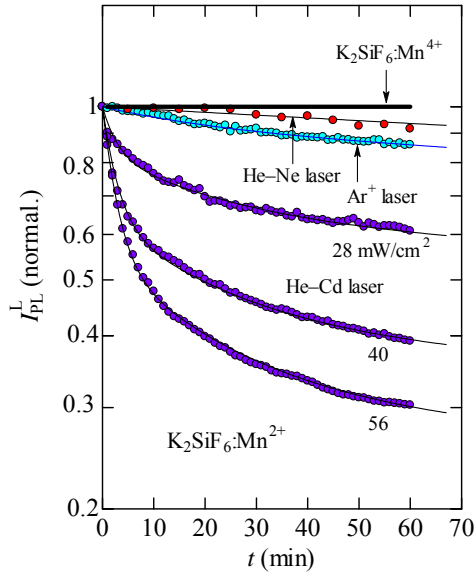 K₂SiF₆:Mn⁴⁺
1
He–Ne laser
Ar⁺ laser
0.8
0.6
28 mW/cm²
0.5
He–Cd laser
0.4
40
0.3
56
K₂SiF₆:Mn²⁺
0.2
I_PL^L (normal.)
0 10 20 30 40 50 60 70
t (min)